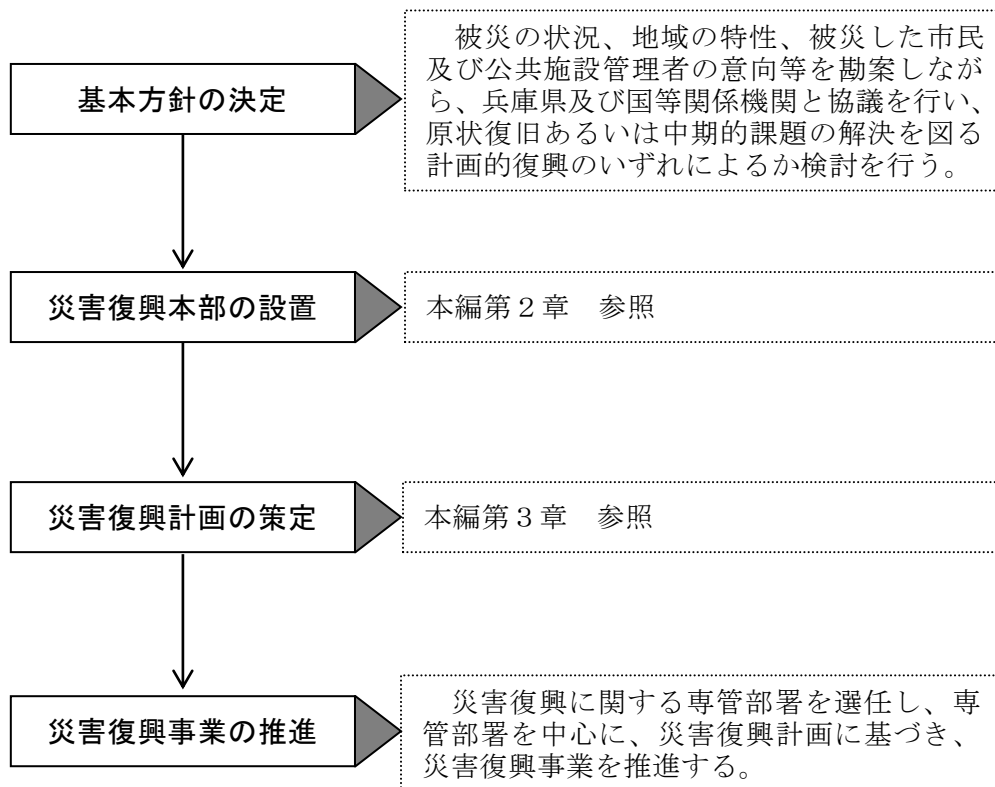 基本方針の決定
　被災の状況、地域の特性、被災した市民
及び公共施設管理者の意向等を勘案しなが
ら、兵庫県及び国等関係機関と協議を行い、
原状復旧あるいは中期的課題の解決を図る
計画的復興のいずれによるか検討を行う。
災害復興本部の設置
本編第２章　参照
災害復興計画の策定
本編第３章　参照
災害復興事業の推進
　災害復興に関する専管部署を選任し、専
管部署を中心に、災害復興計画に基づき、
災害復興事業を推進する。